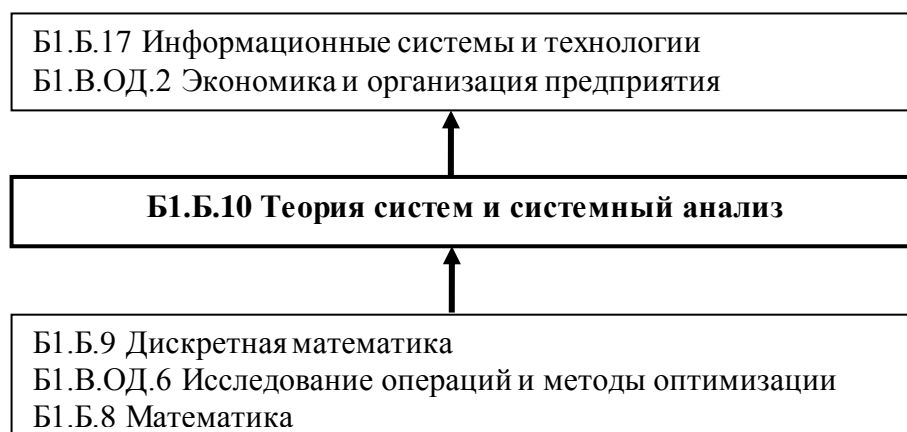 Б1.Б.17 Информационные системы и технологии
Б1.В.ОД.2 Экономика и организация предприятия
Б1.Б.10 Теория систем и системный анализ
Б1.Б.9 Дискретная математика
Б1.В.ОД.6 Исследование операций и методы оптимизации
Б1.Б.8 Математика